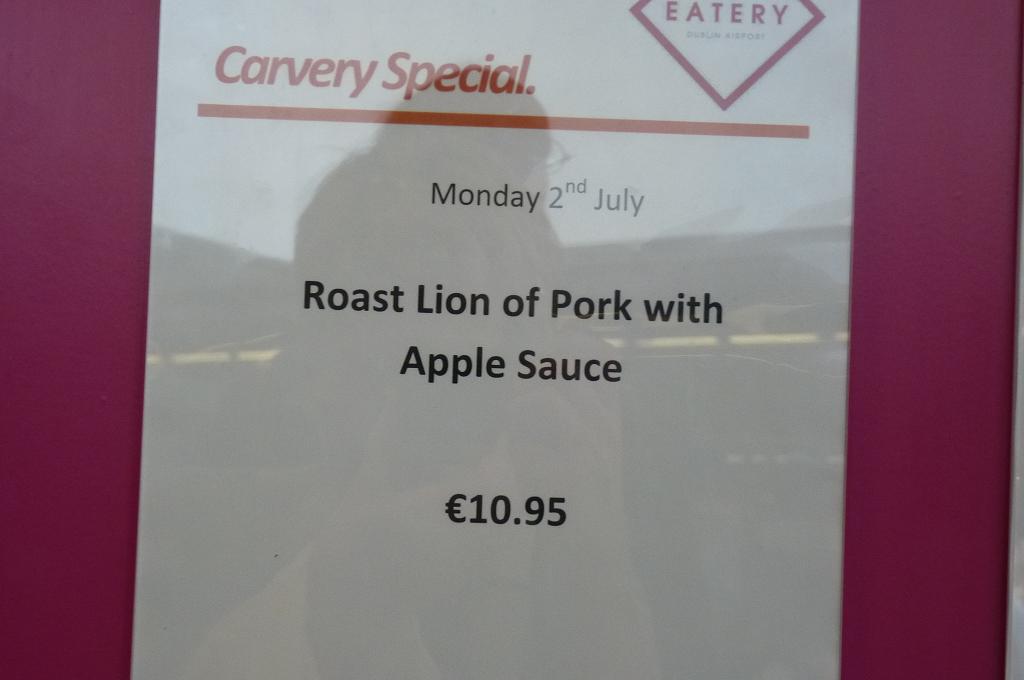 EATERY
DUBLIN AIRPORT
Carvery Special.
Monday 2nd July
Roast Lion of Pork with
Apple Sauce
€10.95